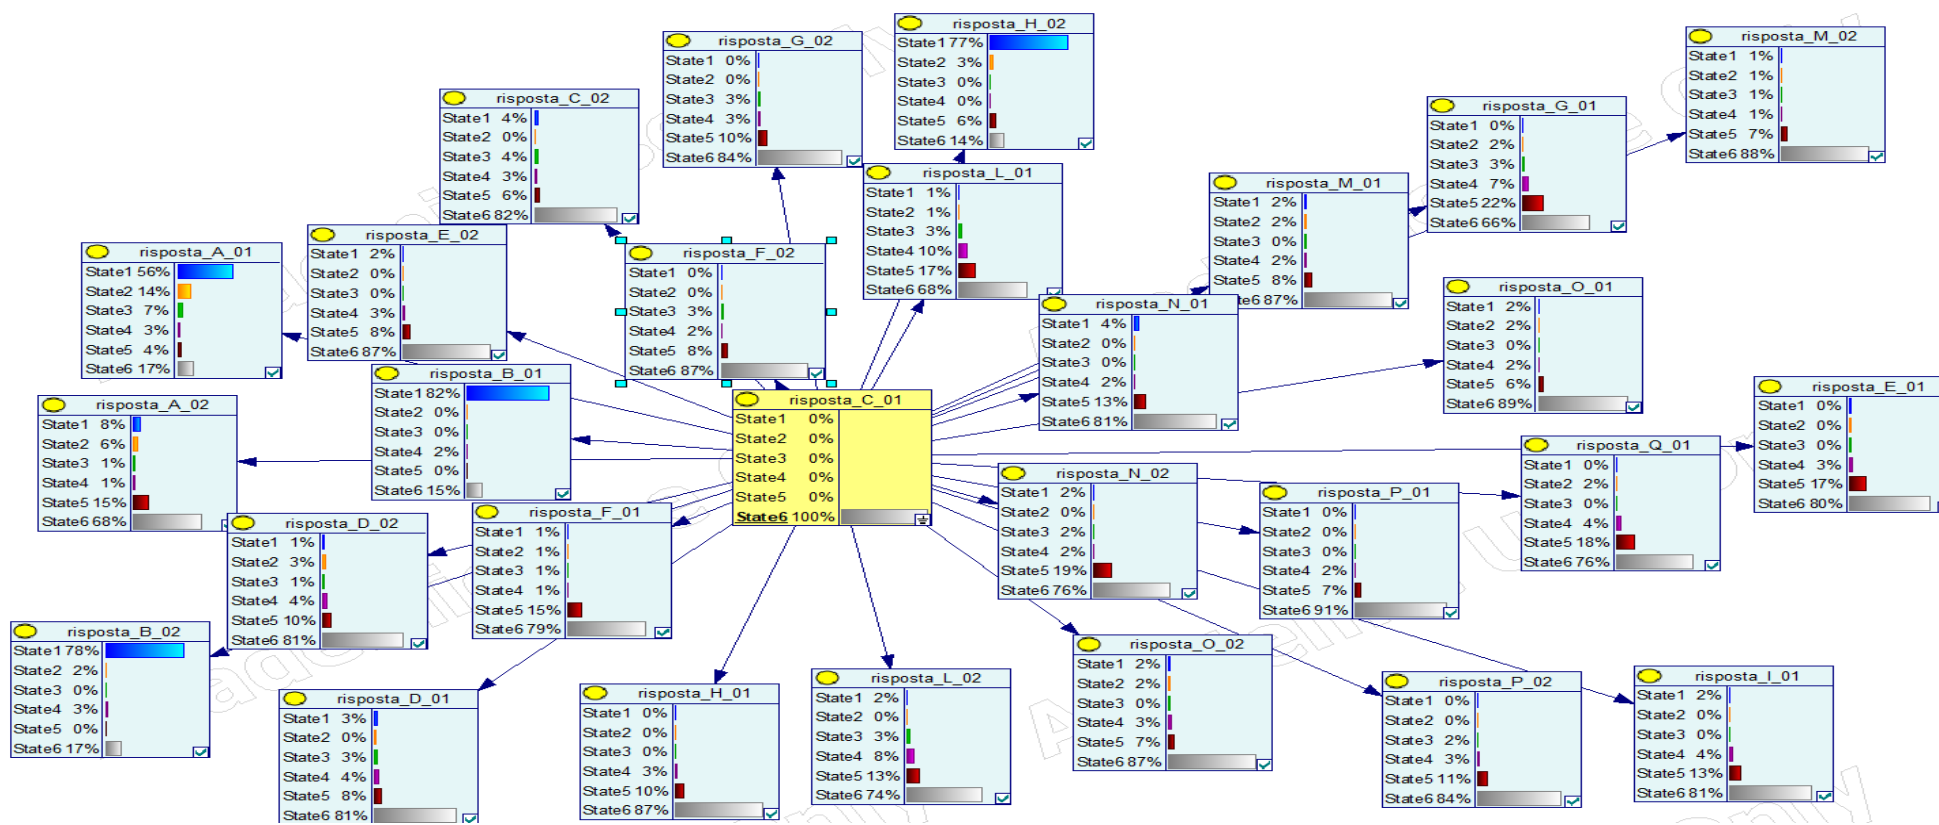 risposta_H_02
State1 77%
State2 3%
State3 0%
State4 0%
State5 6%
State6 14%
risposta_G_02
State1 0%
State2 0%
State3 3%
State4 3%
State5 10%
State6 84%
risposta_M_02
State1 1%
State2 1%
State3 1%
State4 1%
State5 7%
State6 88%
risposta_C_02
State1 4%
State2 0%
State3 4%
State4 3%
State5 6%
State6 82%
risposta_G_01
State1 0%
State2 2%
State3 3%
State4 7%
State5 22%
State6 66%
risposta_L_01
State1 1%
State2 1%
State3 3%
State4 10%
State5 17%
State6 68%
risposta_M_01
State1 2%
State2 2%
State3 0%
State4 2%
State5 8%
e6 87%
risposta_E_02
State1 2%
State2 0%
State3 0%
State4 3%
State5 8%
State6 87%
risposta_A_01
State1 56%
State2 14%
State3 7%
State4 3%
State5 4%
State6 17%
risposta_F_02
State1 0%
State2 0%
State3 3%
State4 2%
State5 8%
State6 87%
risposta_O_01
State1 2%
State2 2%
State3 0%
State4 2%
State5 6%
State6 89%
risposta_N_01
State1 4%
State2 0%
State3 0%
State4 2%
State5 13%
State6 81%
risposta_B_01
State1 82%
State2 0%
State3 0%
State4 2%
State5 0%
State6 15%
risposta_E_01
State1 0%
State2 0%
State3 0%
State4 3%
State5 17%
State6 80%
risposta_C_01
State1 0%
State2 0%
State3 0%
State4 0%
State5 0%
State6 100%
risposta_A_02
State1 8%
State2 6%
State3 1%
State4 1%
State5 15%
State6 68%
risposta_Q_01
State1 0%
State2 2%
State3 0%
State4 4%
State5 18%
State6 76%
risposta_N_02
State1 2%
State2 0%
State3 2%
State4 2%
State5 19%
State6 76%
risposta_P_01
State1 0%
State2 0%
State3 0%
State4 2%
State5 7%
State6 91%
risposta_F_01
State1 1%
State2 1%
State3 1%
State4 1%
State5 15%
State6 79%
risposta_D_02
State1 1%
State2 3%
State3 1%
State4 4%
State5 10%
State6 81%
risposta_B_02
State1 78%
State2 2%
State3 0%
State4 3%
State5 0%
State6 17%
risposta_O_02
State1 2%
State2 2%
State3 0%
State4 3%
State5 7%
State6 87%
risposta_L_02
State1 2%
State2 0%
State3 3%
State4 8%
State5 13%
State6 74%
risposta_P_02
State1 0%
State2 0%
State3 2%
State4 3%
State5 11%
State6 84%
risposta_I_01
State1 2%
State2 0%
State3 0%
State4 4%
State5 13%
State6 81%
risposta_H_01
State1 0%
State2 0%
State3 0%
State4 3%
State5 10%
State6 87%
risposta_D_01
State1 3%
State2 0%
State3 3%
State4 4%
State5 8%
State6 81%